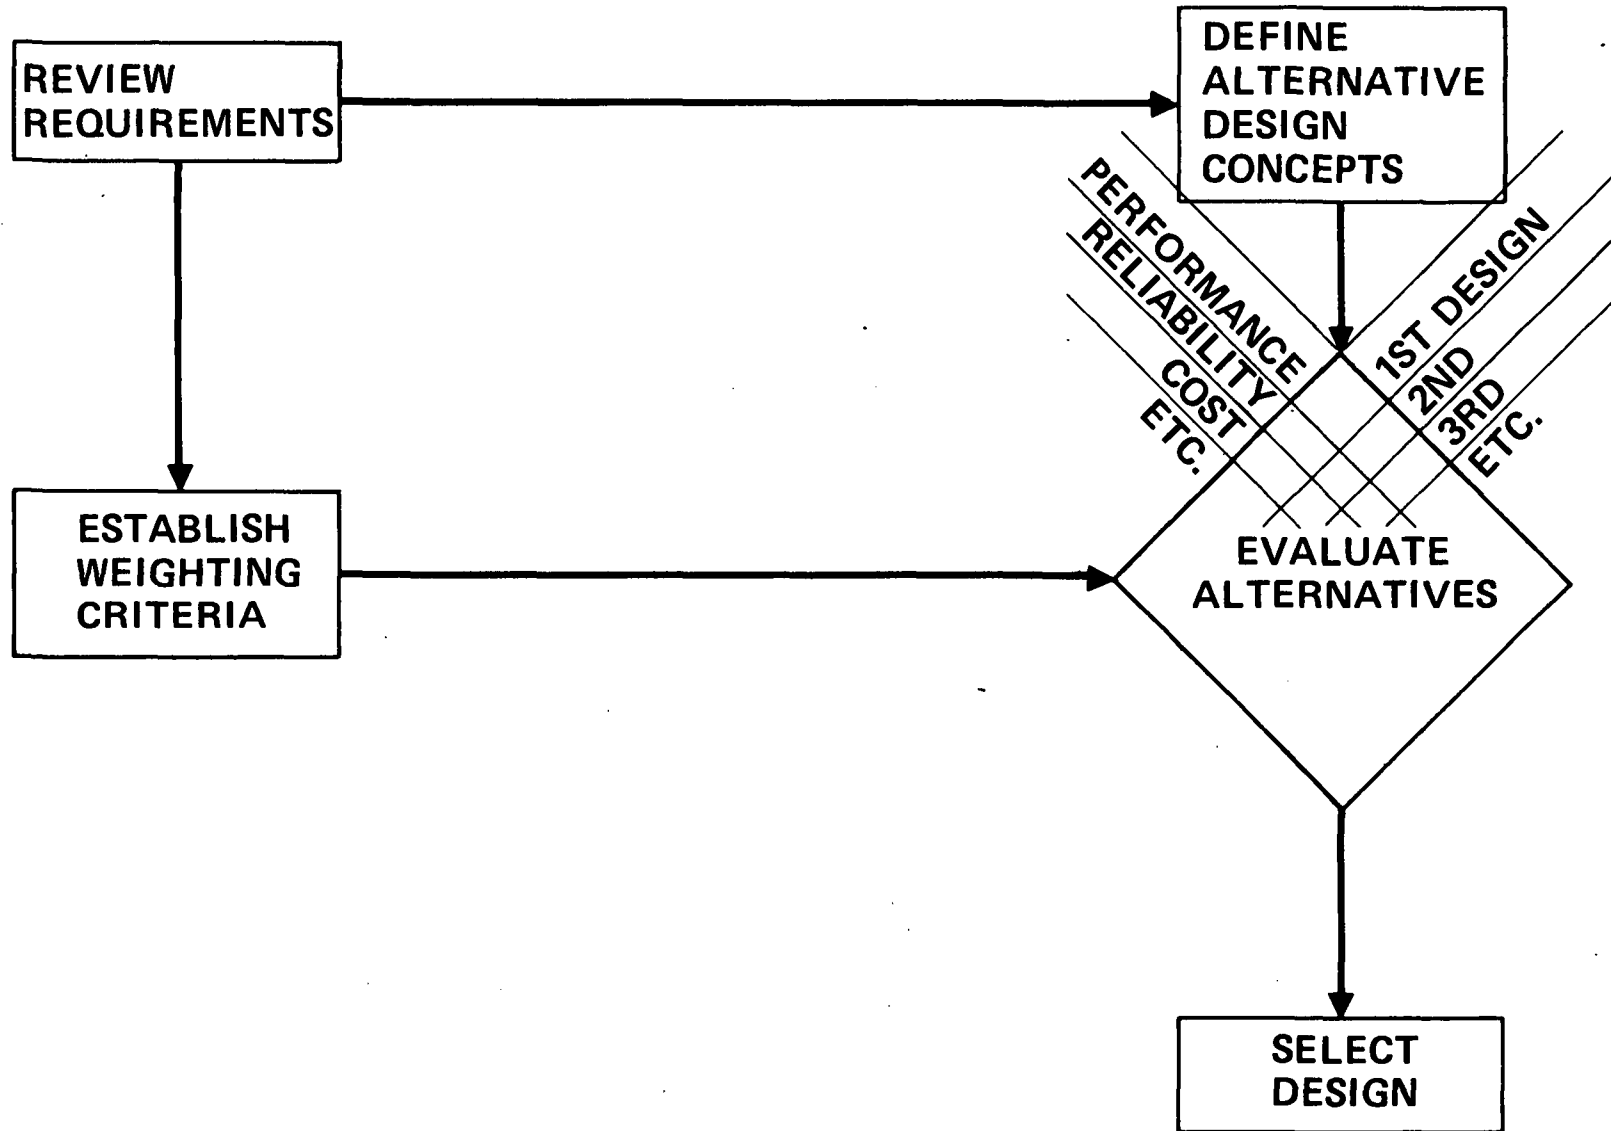 REVIEW
REQUIREMENTS
DEFINE
ALTERNATIVE
DESIGN
CONCEPTS
PERFORMANCE
RELIABILITY
COST
ETC.
1ST DESIGN
2ND
3RD
ETC.
ESTABLISH
WEIGHTING
CRITERIA
EVALUATE
ALTERNATIVES
SELECT
DESIGN